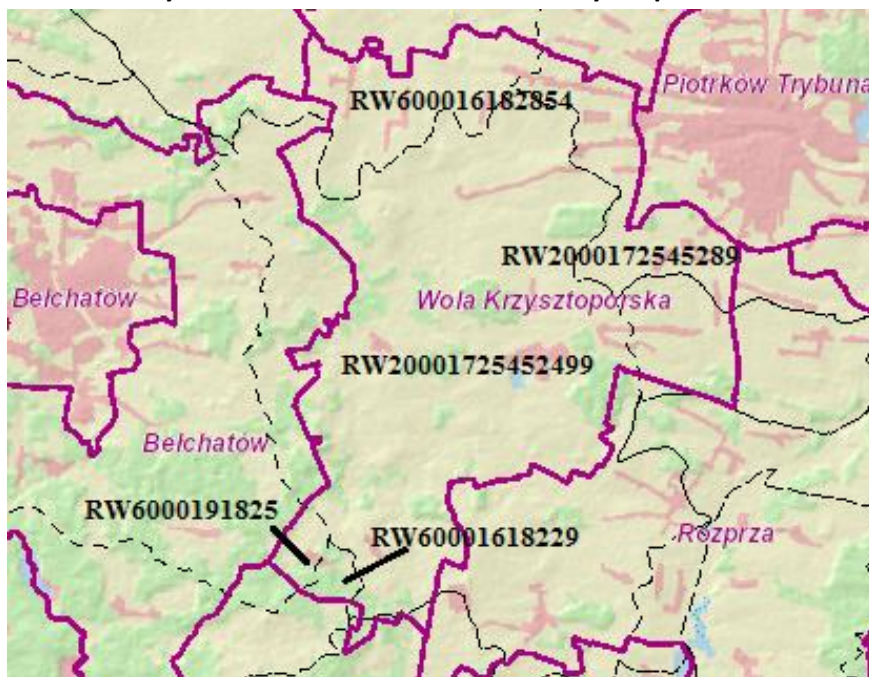 RW600016182854
Piotrków Trybuna
RW2000172545289
Bełchatów
Wola Krzysztoporska
RW20001725452499
Bełchatów
RW6000191825
RW60001618229
Rozprza